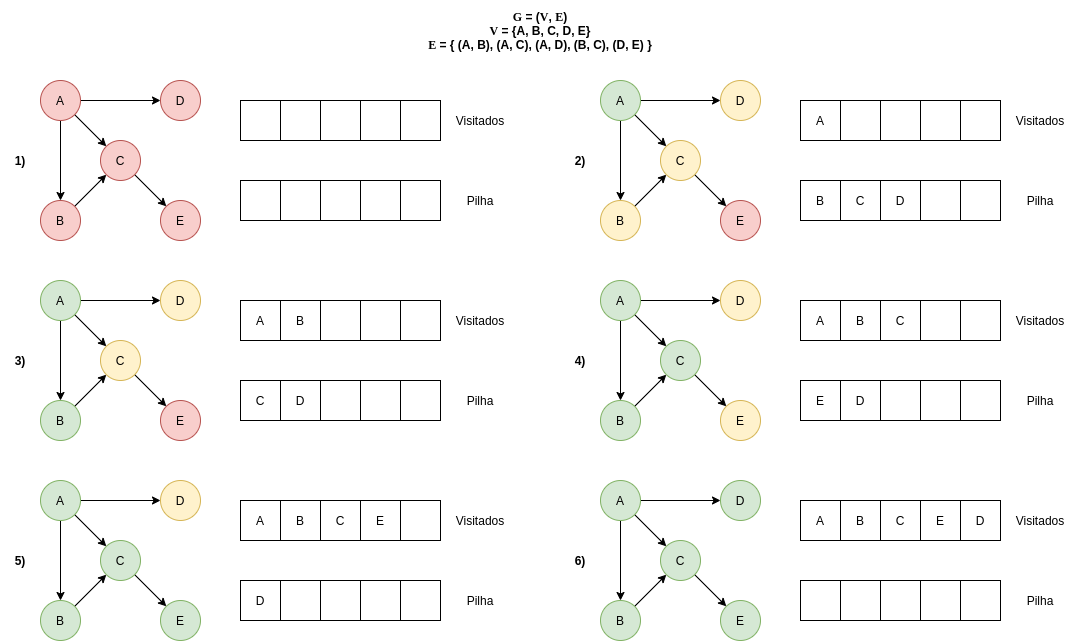 G = (V, E)
V = {A, B, C, D, E}
E = { (A, B), (A, C), (A, D), (B, C), (D, E) }
1)
A
D
C
B
E
Visitados
Pilha
2)
A
D
C
B
E
A
Visitados
B C D
Pilha
3)
A
D
C
B
E
A B
Visitados
C D
Pilha
4)
A
D
C
B
E
A B C
Visitados
E D
Pilha
5)
A
D
C
B
E
A B C E
Visitados
D
Pilha
6)
A
D
C
B
E
A B C E D
Visitados
Pilha